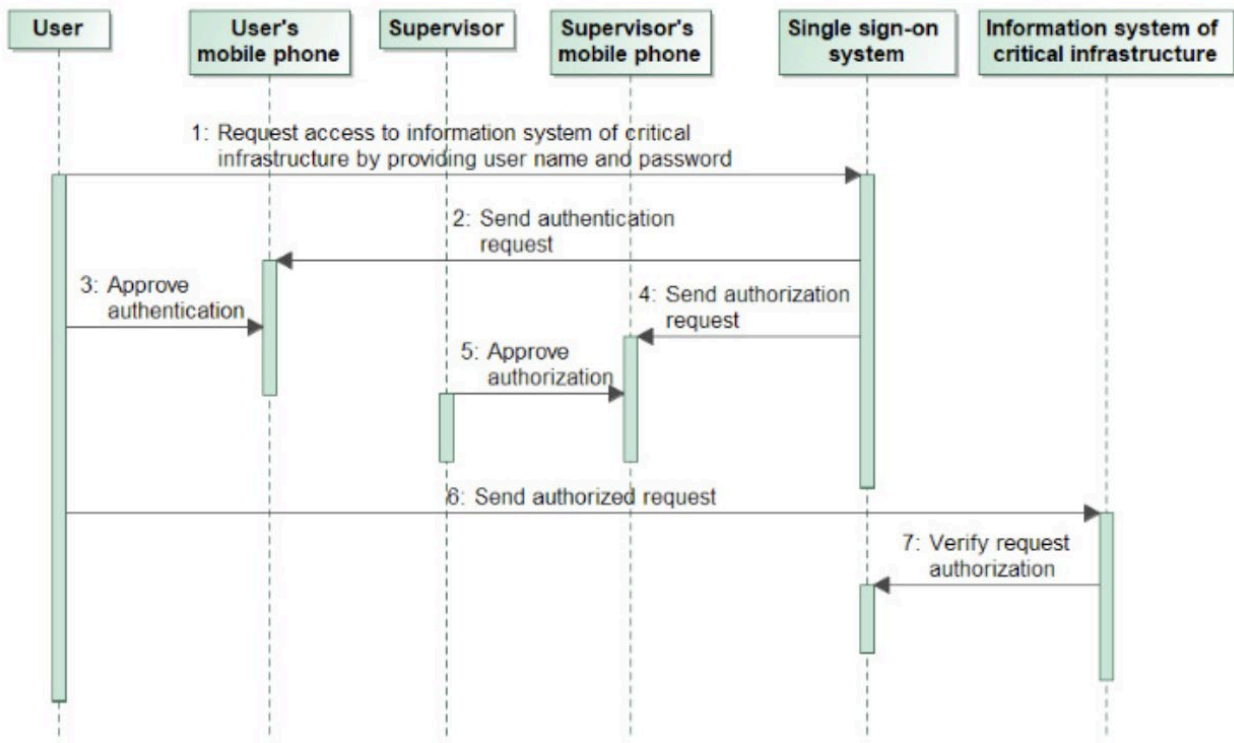 User
User's
mobile phone
Supervisor
Supervisor's
mobile phone
Single sign-on
system
Information system of
critical infrastructure
1: Request access to information system of critical
infrastructure by providing user name and password
2: Send authentication
request
3: Approve
authentication
4: Send authorization
request
5: Approve
authorization
6: Send authorized request
7: Verify request
authorization